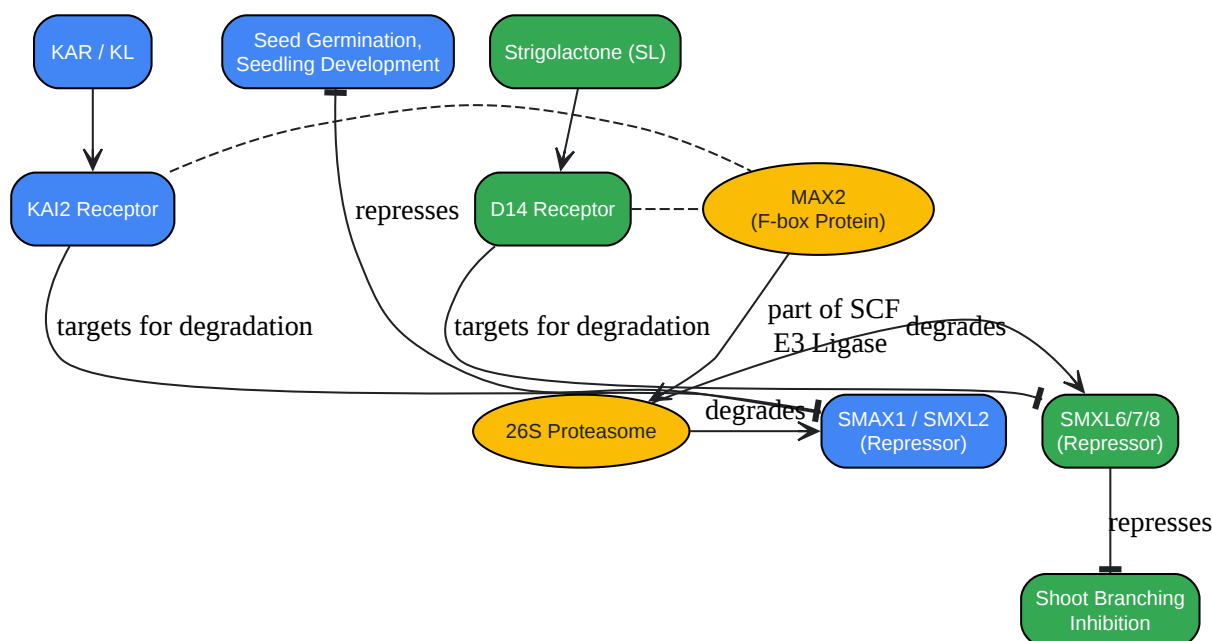 KAR / KL
Seed Germination,
Seedling Development
Strigolactone (SL)
KAI2 Receptor
represses
D14 Receptor
MAX2
(F-box Protein)
targets for degradation
targets for degradation
part of SCF
E3 Ligase
degrades
degrades
26S Proteasome
SMAX1 / SMXL2
(Repressor)
SMXL6/7/8
(Repressor)
represses
Shoot Branching
Inhibition